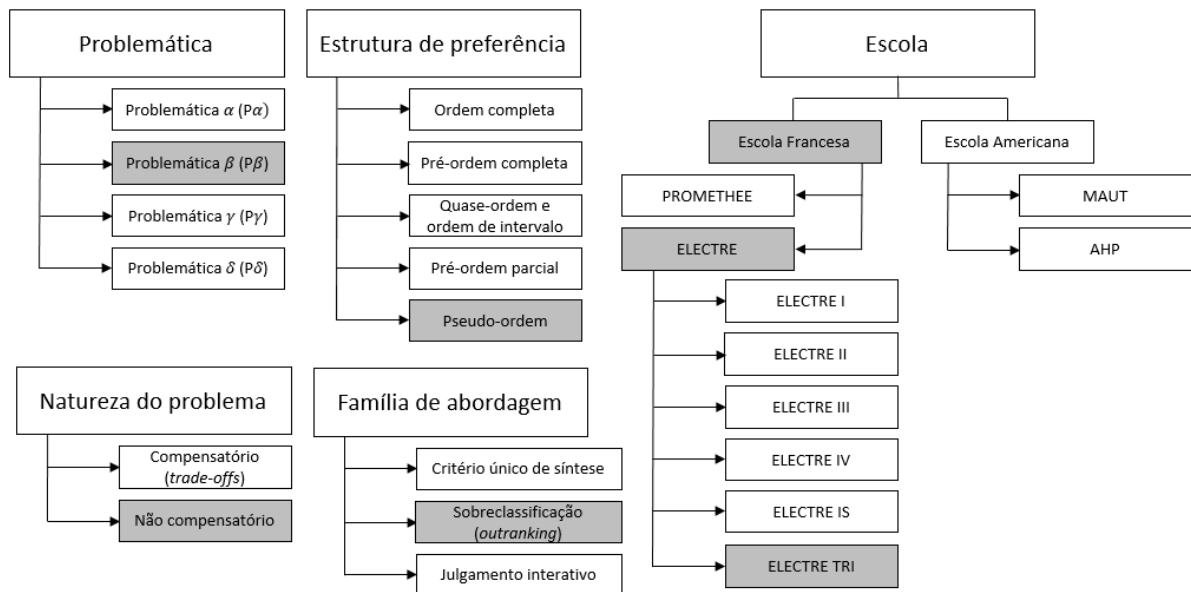 Problemática
Problemática α (Pα)
Problemática β (Pβ)
Problemática γ (Pγ)
Problemática δ (Pδ)
Estrutura de preferência
Ordem completa
Pré-ordem completa
Quase-ordem e
ordem de intervalo
Pré-ordem parcial
Pseudo-ordem
Escola
Escola Francesa
Escola Americana
PROMETHEE
MAUT
ELECTRE
AHP
ELECTRE I
ELECTRE II
ELECTRE III
ELECTRE IV
ELECTRE IS
ELECTRE TRI
Natureza do problema
Compensatório
(trade-offs)
Não compensatório
Família de abordagem
Critério único de síntese
Sobreclassificação
(outranking)
Julgamento interativo